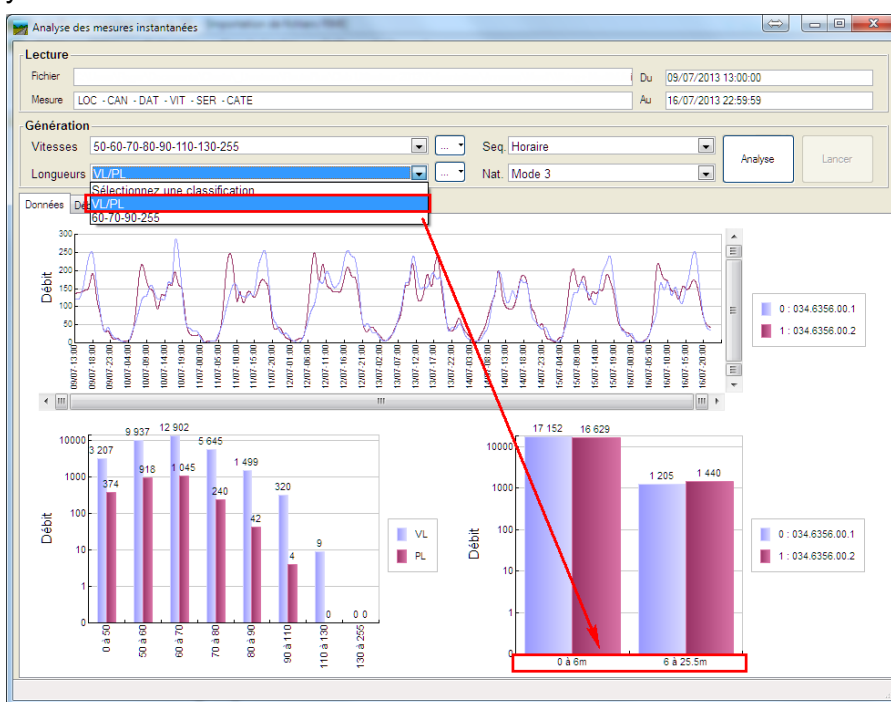 Analyse des mesures instantanées
Lecture
Fichier
Du 09/07/2013 13:00:00
Mesure LOC - CAN - DAT - VIT - SER - CATE
Au 16/07/2013 22:59:59
Génération
Vitesses 50-60-70-80-90-110-130-255 ... Seq. Horaire
Analyse Lancer
Longueurs VL/PL ... Nat. Mode 3
Sélectionnez une classification
VL/PL
60-70-90-255
Données
Débit
300
250
200
150
100
50
0
0 : 034.6356.00.1
1 : 034.6356.00.2
Débit
10000
1000
100
10
1
0
3 207 9 937 12 902 5 645 1 499 320 9 0 0 0
374 918 1 045 240 42 4
0 à 50 50 à 60 60 à 70 70 à 80 80 à 90 90 à 110 110 à 130 130 à 255
VL
PL
Débit
10000
1000
100
10
1
0
17 152 16 629
1 205 1 440
0 à 6m 6 à 25.5m
0 : 034.6356.00.1
1 : 034.6356.00.2